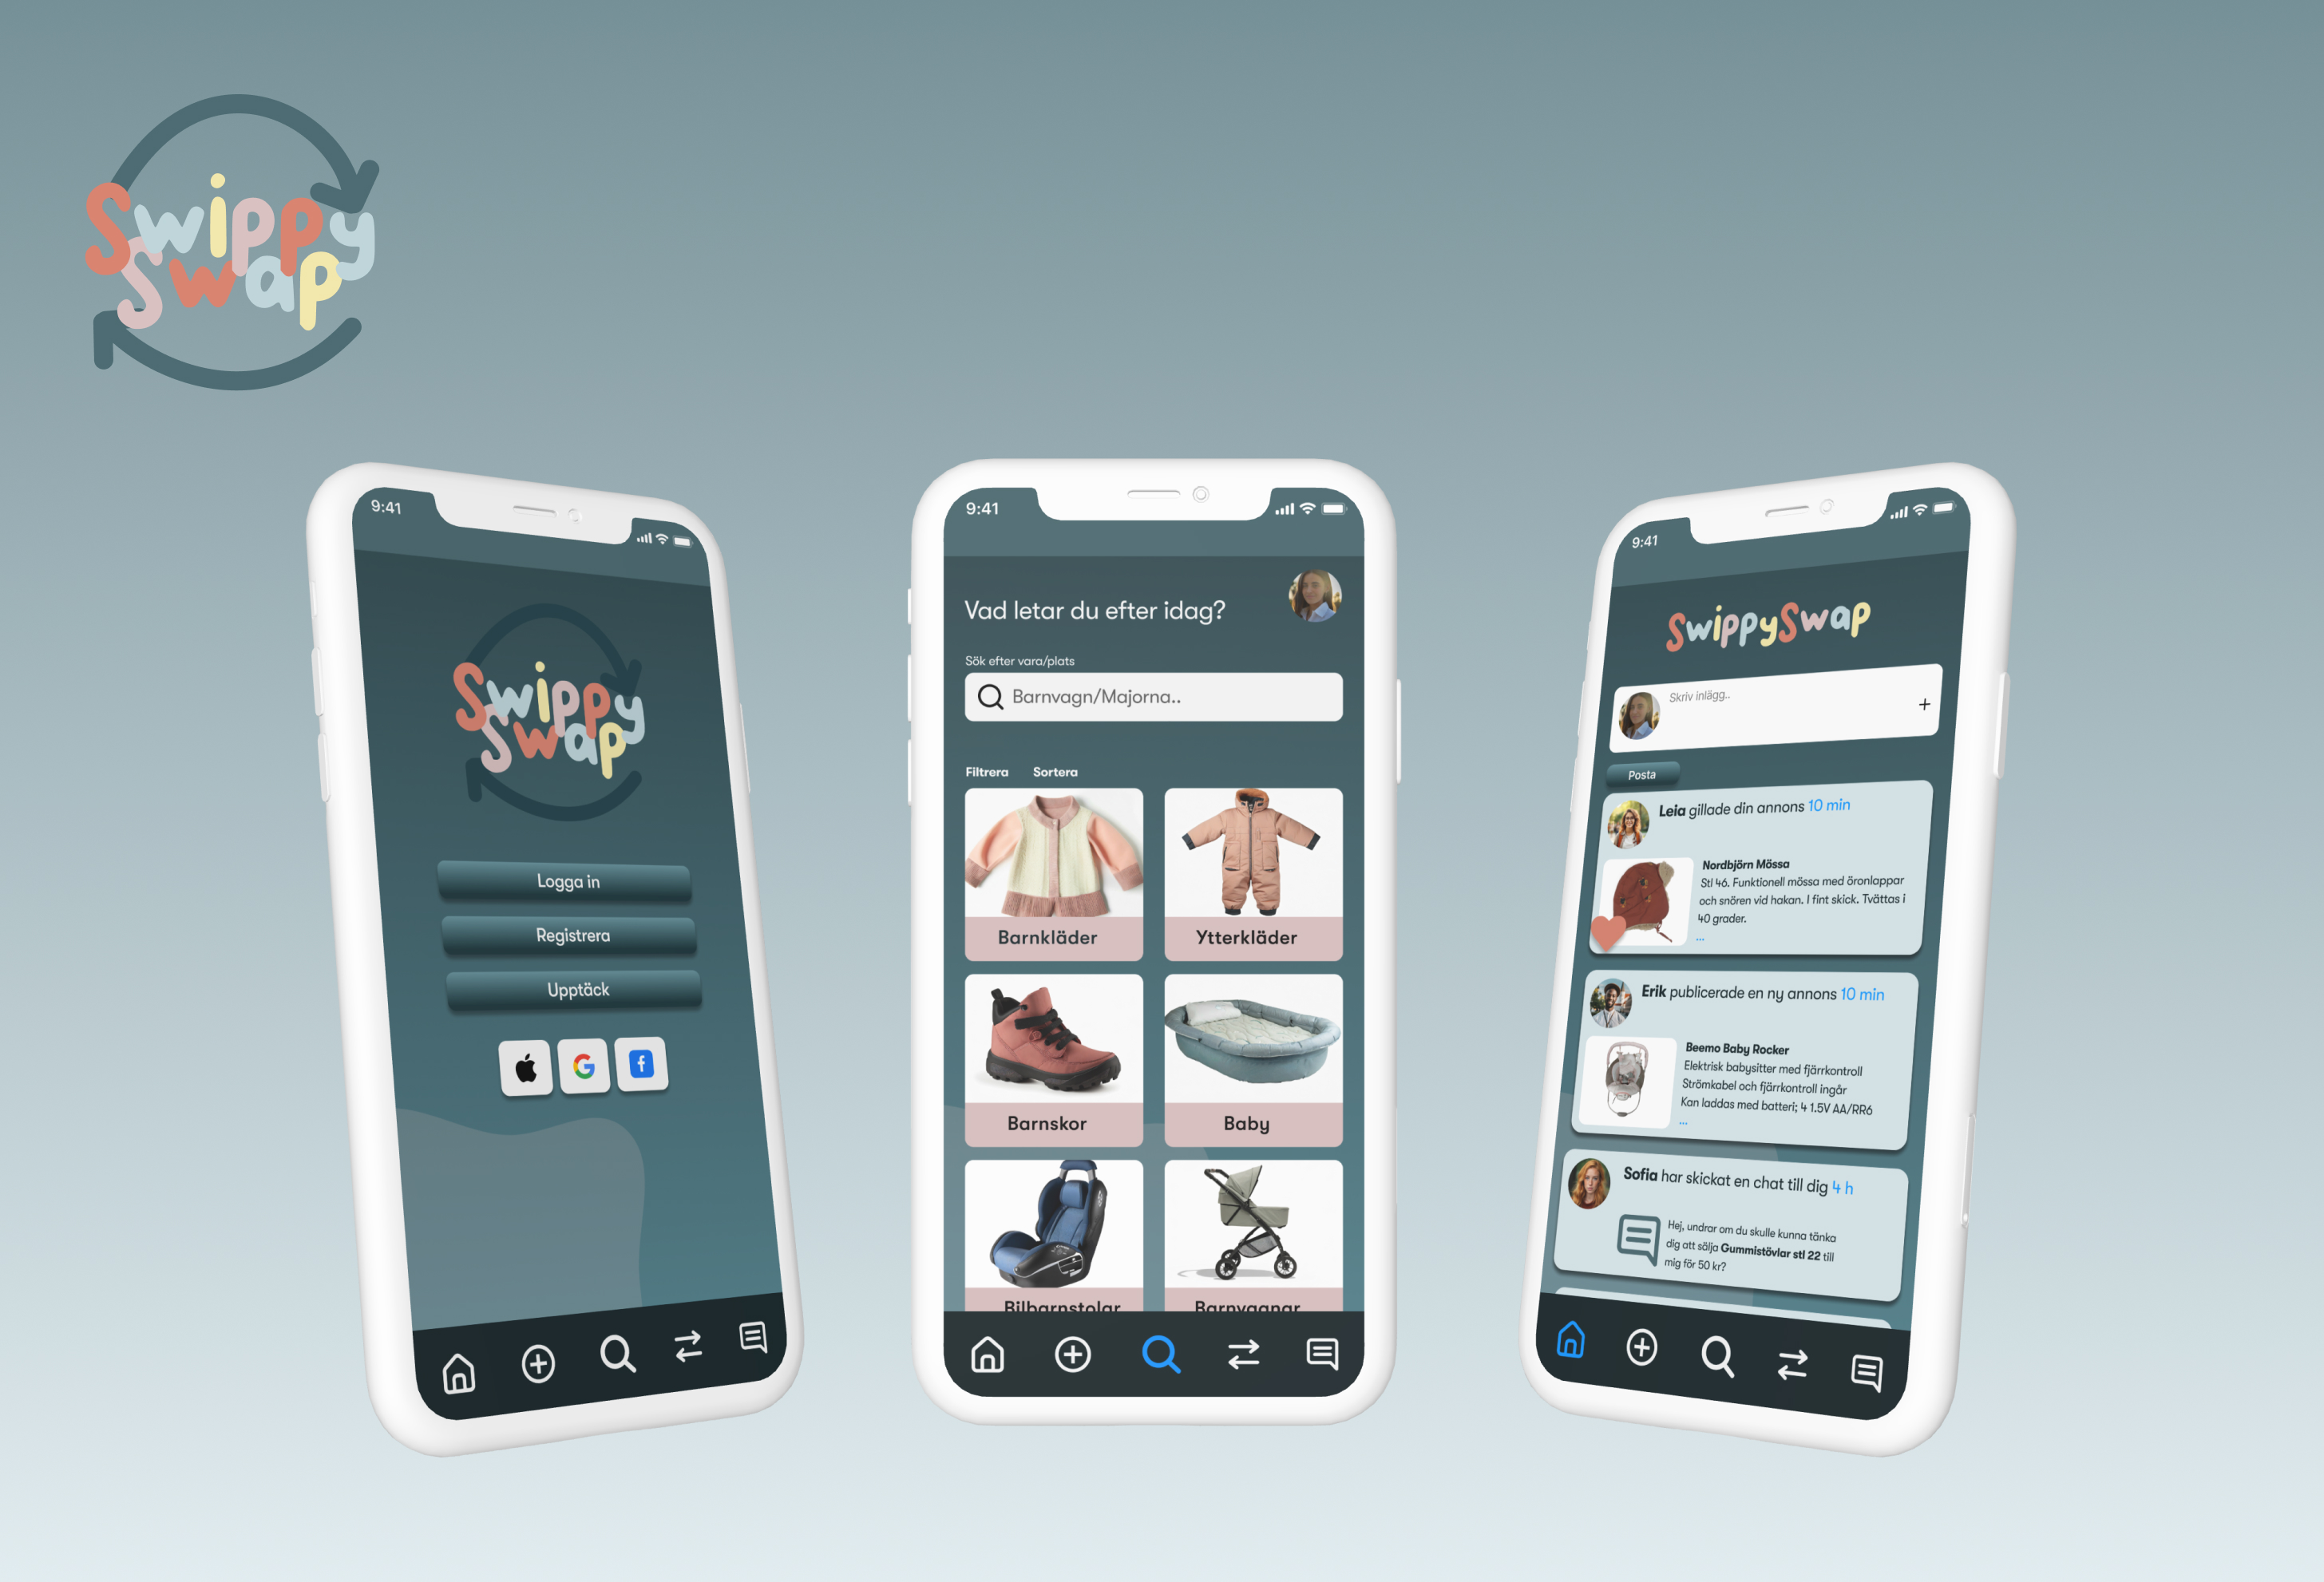 Swippy
Swap
9:41
Swippy
Swap
Logga in
Registrera
Upptäck
9:41
Vad letar du efter idag?
Sök efter vara/plats
Barnvagn/Majorna..
Filtrera Sortera
Barnkläder Ytterkläder
Barnskor Baby
Bilbarnstolar Barnvagnar
9:41
SwippySwap
Skriv inlägg..
+
Posta
Leia gillade din annons 10 min
Nordbjörn Mössa
Stl 46. Funktionell mössa med öronlappar
och snören vid hakan. I fint skick. Tvättas i
40 grader.
...
Erik publicerade en ny annons 10 min
Beemo Baby Rocker
Elektrisk babysitter med fjärrkontroll
Strömkabel och fjärrkontroll ingår
Kan laddas med batteri; 4 1.5V AA/RR6
...
Sofia har skickat en chat till dig 4 h
Hej, undrar om du skulle kunna tänka
dig att sälja Gummistövlar stl 22 till
mig för 50 kr?